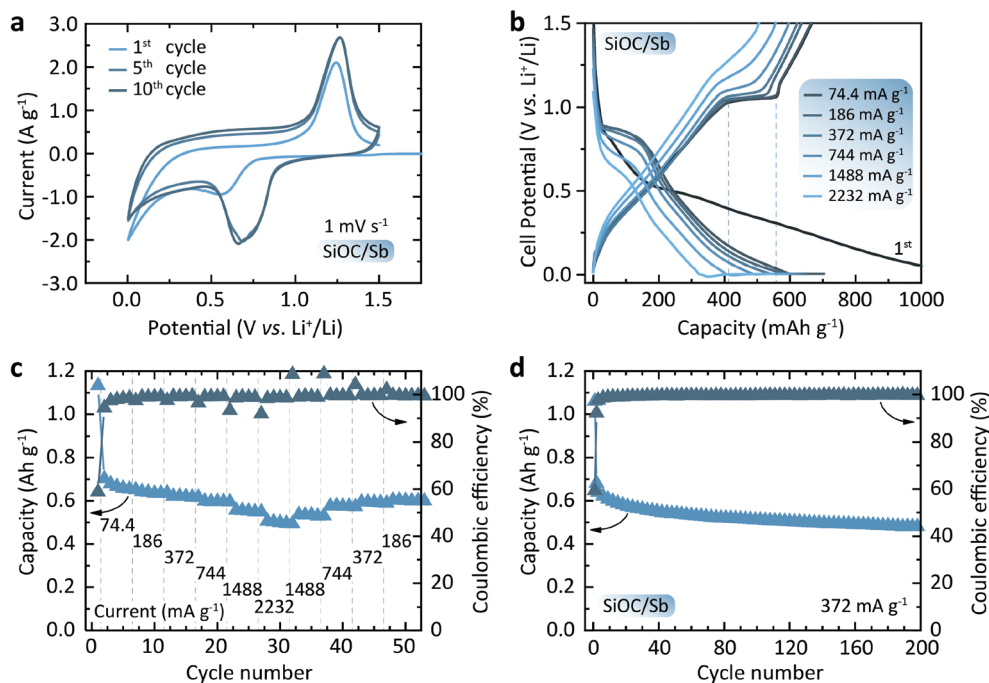 a
3.0
2.0
1.0
0.0
-1.0
-2.0
-3.0
Current (A g⁻¹)
1ˢᵗ cycle
5ᵗʰ cycle
10ᵗʰ cycle
1 mV s⁻¹
SiOC/Sb
0.0 0.5 1.0 1.5
Potential (V vs. Li⁺/Li)
b
1.5
1.0
0.5
0.0
Cell Potential (V vs. Li⁺/Li)
SiOC/Sb
74.4 mA g⁻¹
186 mA g⁻¹
372 mA g⁻¹
744 mA g⁻¹
1488 mA g⁻¹
2232 mA g⁻¹
1ˢᵗ
0 200 400 600 800 1000
Capacity (mAh g⁻¹)
c
1.2
1.0
0.8
0.6
0.4
0.2
0.0
Capacity (Ah g⁻¹)
74.4
186
372
744
1488
2232
1488
744
372
186
Current (mA g⁻¹)
100
80
60
40
20
0
Coulombic efficiency (%)
0 10 20 30 40 50
Cycle number
d
1.2
1.0
0.8
0.6
0.4
0.2
0.0
Capacity (Ah g⁻¹)
SiOC/Sb
372 mA g⁻¹
100
80
60
40
20
0
Coulombic efficiency (%)
0 40 80 120 160 200
Cycle number